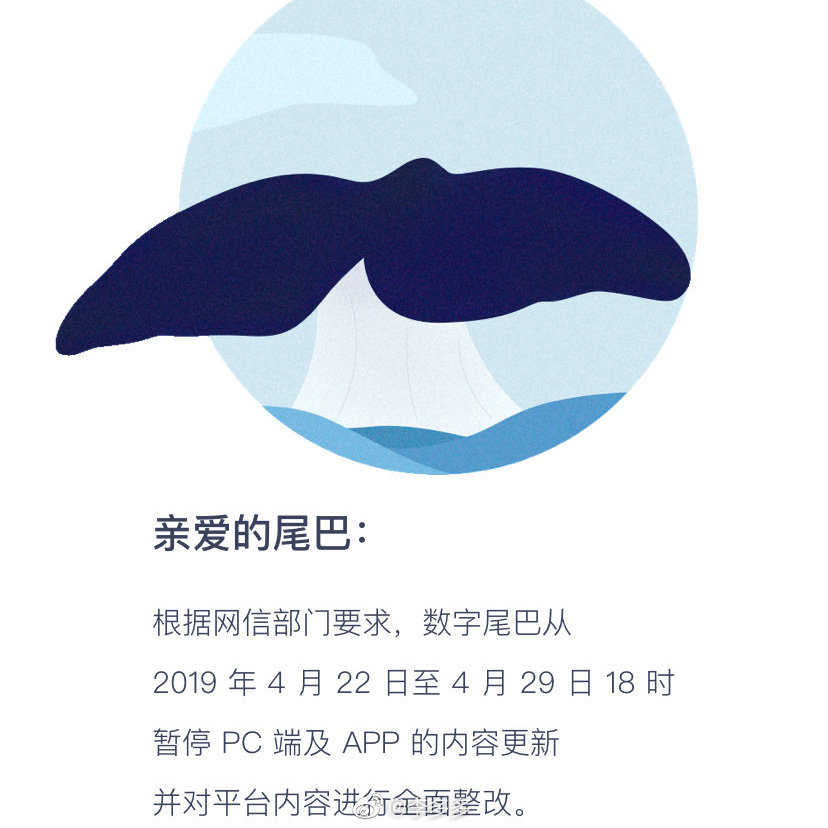 亲爱的尾巴：
根据网信部门要求，数字尾巴从
2019 年 4 月 22 日至 4 月 29 日 18 时
暂停 PC 端及 APP 的内容更新
并对平台内容进行全面整改。